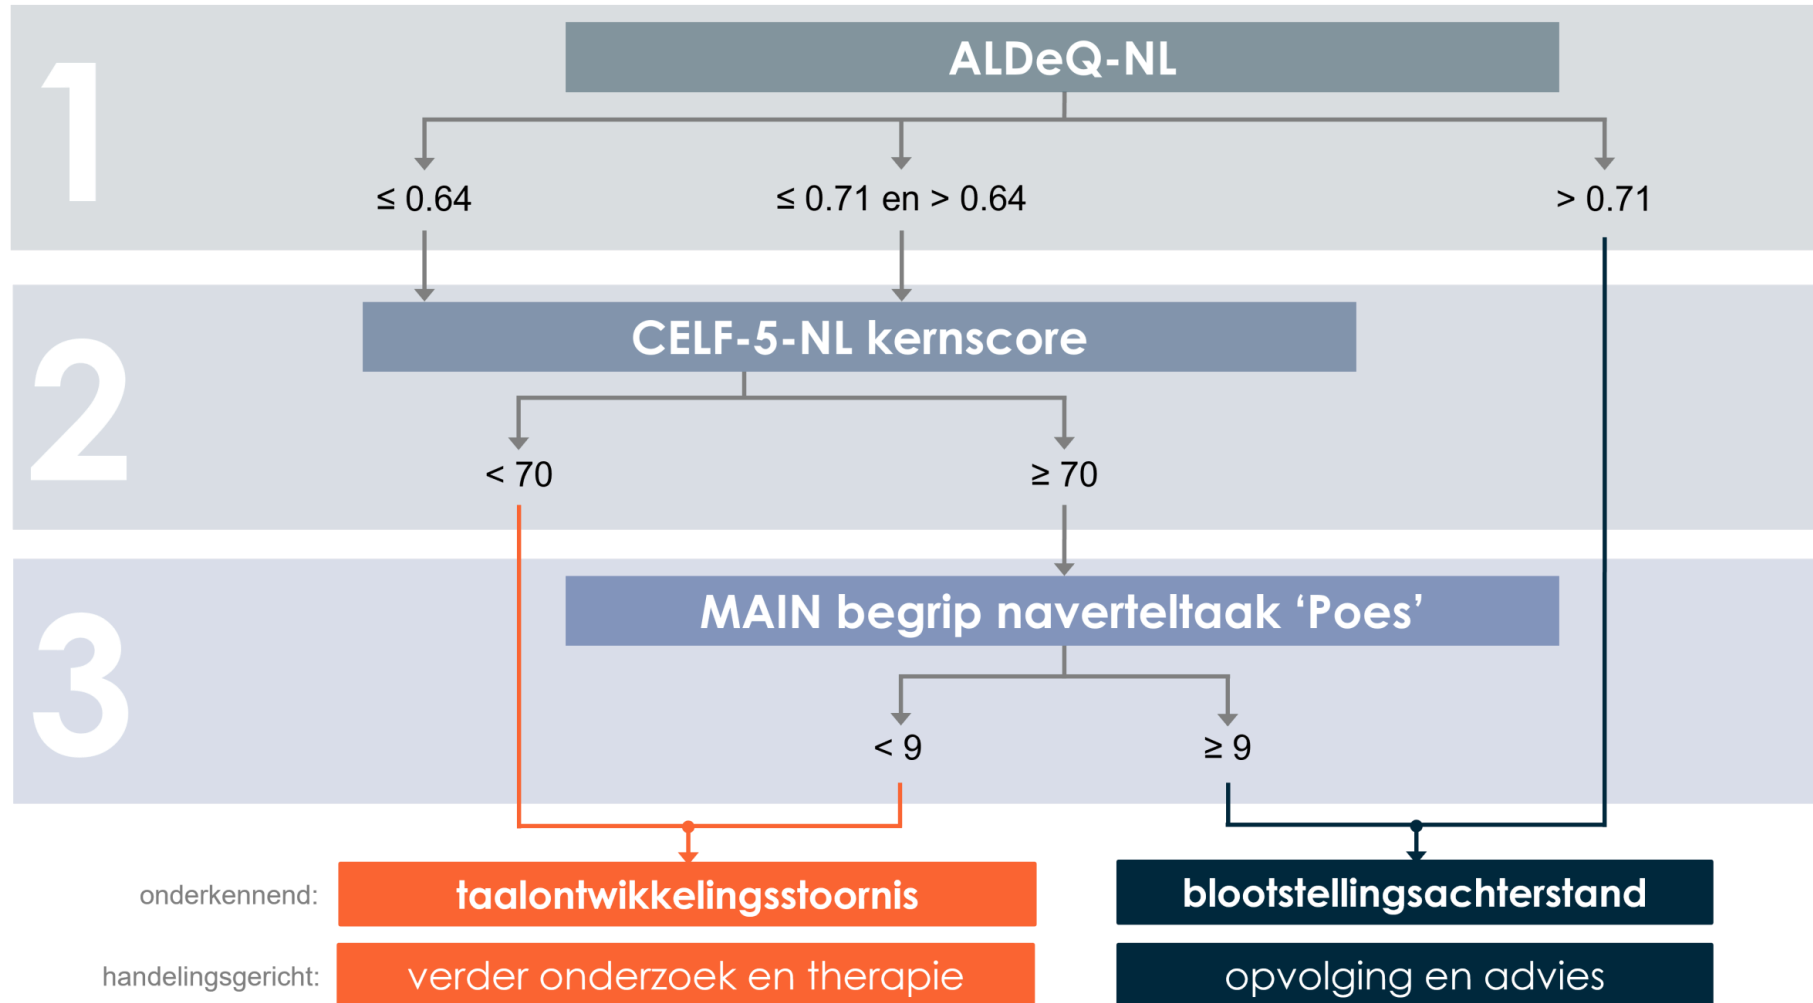 1
ALDeQ-NL
≤ 0.64
≤ 0.71 en > 0.64
> 0.71
2
CELF-5-NL kernscore
< 70
≥ 70
3
MAIN begrip naverteltaak ‘Poes’
< 9
≥ 9
onderkennend:
taalontwikkelingsstoornis
blootstellingsachterstand
handelingsgericht:
verder onderzoek en therapie
opvolging en advies